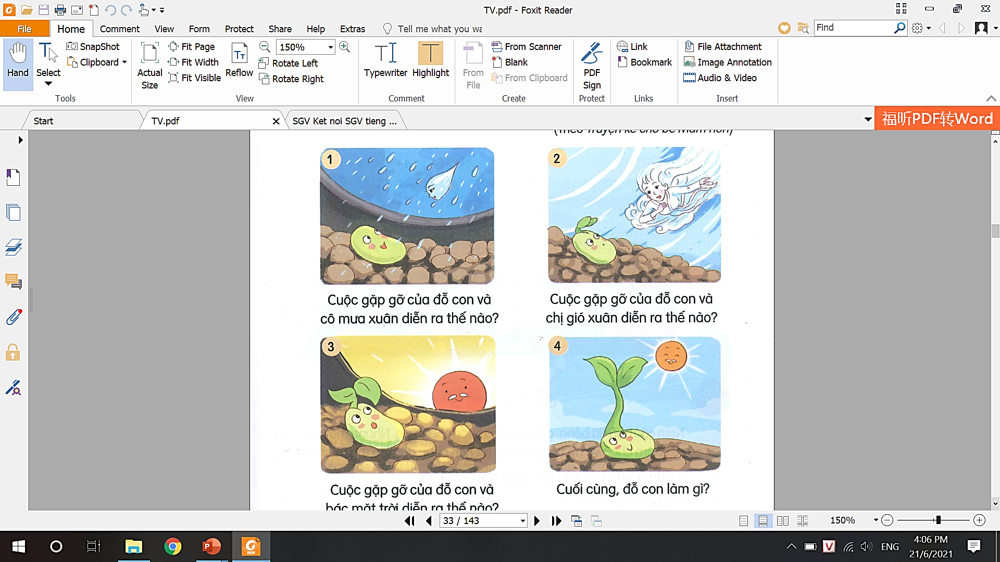 TV.pdf - Foxit Reader
File Home Comment View Form Protect Share Help Extras Tell me what you wa Find
Hand
Select
SnapShot
Clipboard
Tools
Actual Size
Fit Page
Fit Width
Fit Visible
Reflow
150%
Rotate Left
Rotate Right
View
Typewriter
Highlight
Comment
From File
From Scanner
Blank
From Clipboard
Create
PDF Sign
Protect
Link
Bookmark
Links
File Attachment
Image Annotation
Audio & Video
Insert
Start
TV.pdf
SGV Ket noi SGV tieng ...
福昕PDF转Word
(Theo Truyện kể cho bé Mầm non)
1
2
Cuộc gặp gỡ của đỗ con và
cô mưa xuân diễn ra thế nào?
Cuộc gặp gỡ của đỗ con và
chị gió xuân diễn ra thế nào?
3
4
Cuộc gặp gỡ của đỗ con và
bác mặt trời diễn ra thế nào?
Cuối cùng, đỗ con làm gì?
33 / 143
150%
ENG
4:06 PM
21/6/2021